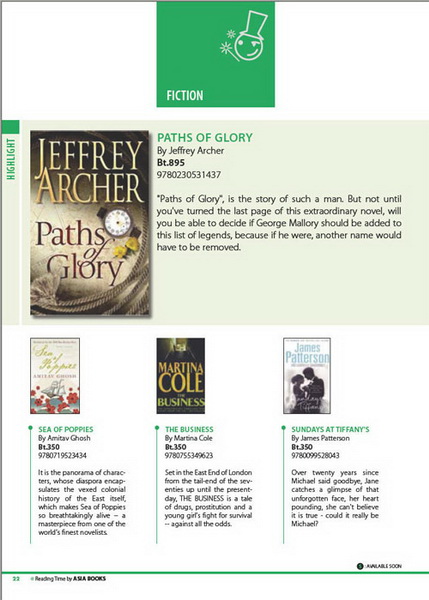 FICTION
HIGHLIGHT
JEFFREY
ARCHER
Paths
of
Glory
PATHS OF GLORY
By Jeffrey Archer
Bt.895
9780230531437
"Paths of Glory", is the story of such a man. But not until
you've turned the last page of this extraordinary novel, will
you be able to decide if George Mallory should be added to
this list of legends, because if he were, another name would
have to be removed.
Sea of
Poppies
AMITAV GHOSH
MARTINA
COLE
THE
BUSINESS
James
Patterson
Sundays at
Tiffany's
SEA OF POPPIES
By Amitav Ghosh
Bt.350
9780719523434
It is the panorama of charac-
ters, whose diaspora encap-
sulates the vexed colonial
history of the East itself,
which makes Sea of Poppies
so breathtakingly alive -- a
masterpiece from one of the
world's finest novelists.
THE BUSINESS
By Martina Cole
Bt.350
9780755349623
Set in the East End of London
from the tail-end of the sev-
enties up until the present-
day, THE BUSINESS is a tale
of drugs, prostitution and a
young girl's fight for survival
-- against all the odds.
SUNDAYS AT TIFFANY'S
By James Patterson
Bt.350
9780099528043
Over twenty years since
Michael said goodbye, Jane
catches a glimpse of that
unforgotten face, her heart
pounding, she can't believe
it is true - could it really be
Michael?
S : AVAILABLE SOON
22 Reading Time by ASIA BOOKS